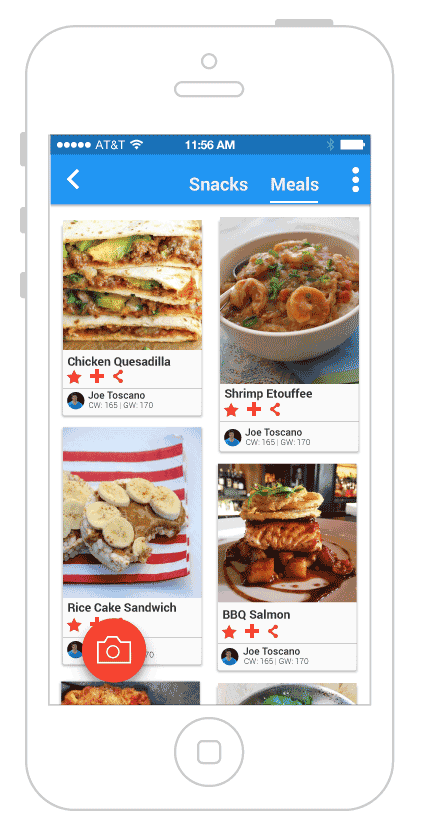 AT&T 11:56 AM
Snacks Meals
Chicken Quesadilla
Joe Toscano
CW: 165 | GW: 170
Shrimp Etouffee
Joe Toscano
CW: 165 | GW: 170
Rice Cake Sandwich
70
BBQ Salmon
Joe Toscano
CW: 165 | GW: 170